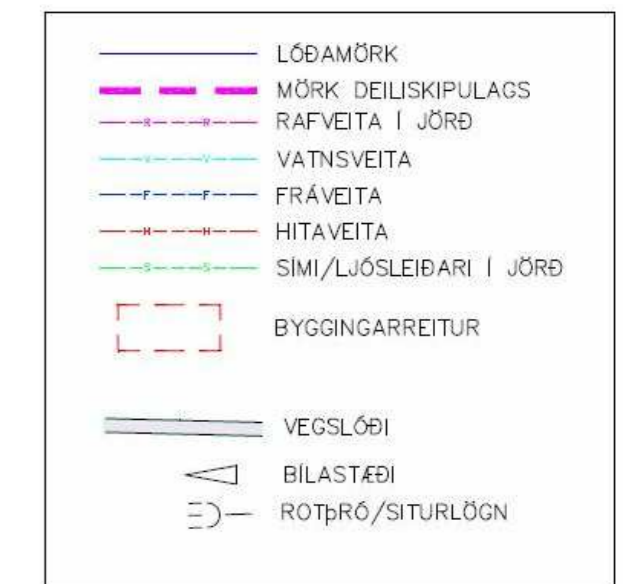 LÓÐAMÖRK
MÖRK DEILISKIPULAGS
R R RAFVEITA Í JÖRÐ
V V VATNSVEITA
F F FRÁVEITA
H H HITAVEITA
S S SÍMI/LJÓSLEIÐARI Í JÖRÐ
BYGGINGARREITUR
VEGSLÓÐI
BÍLASTÆÐI
ROTÞRÓ/SITURLÖGN